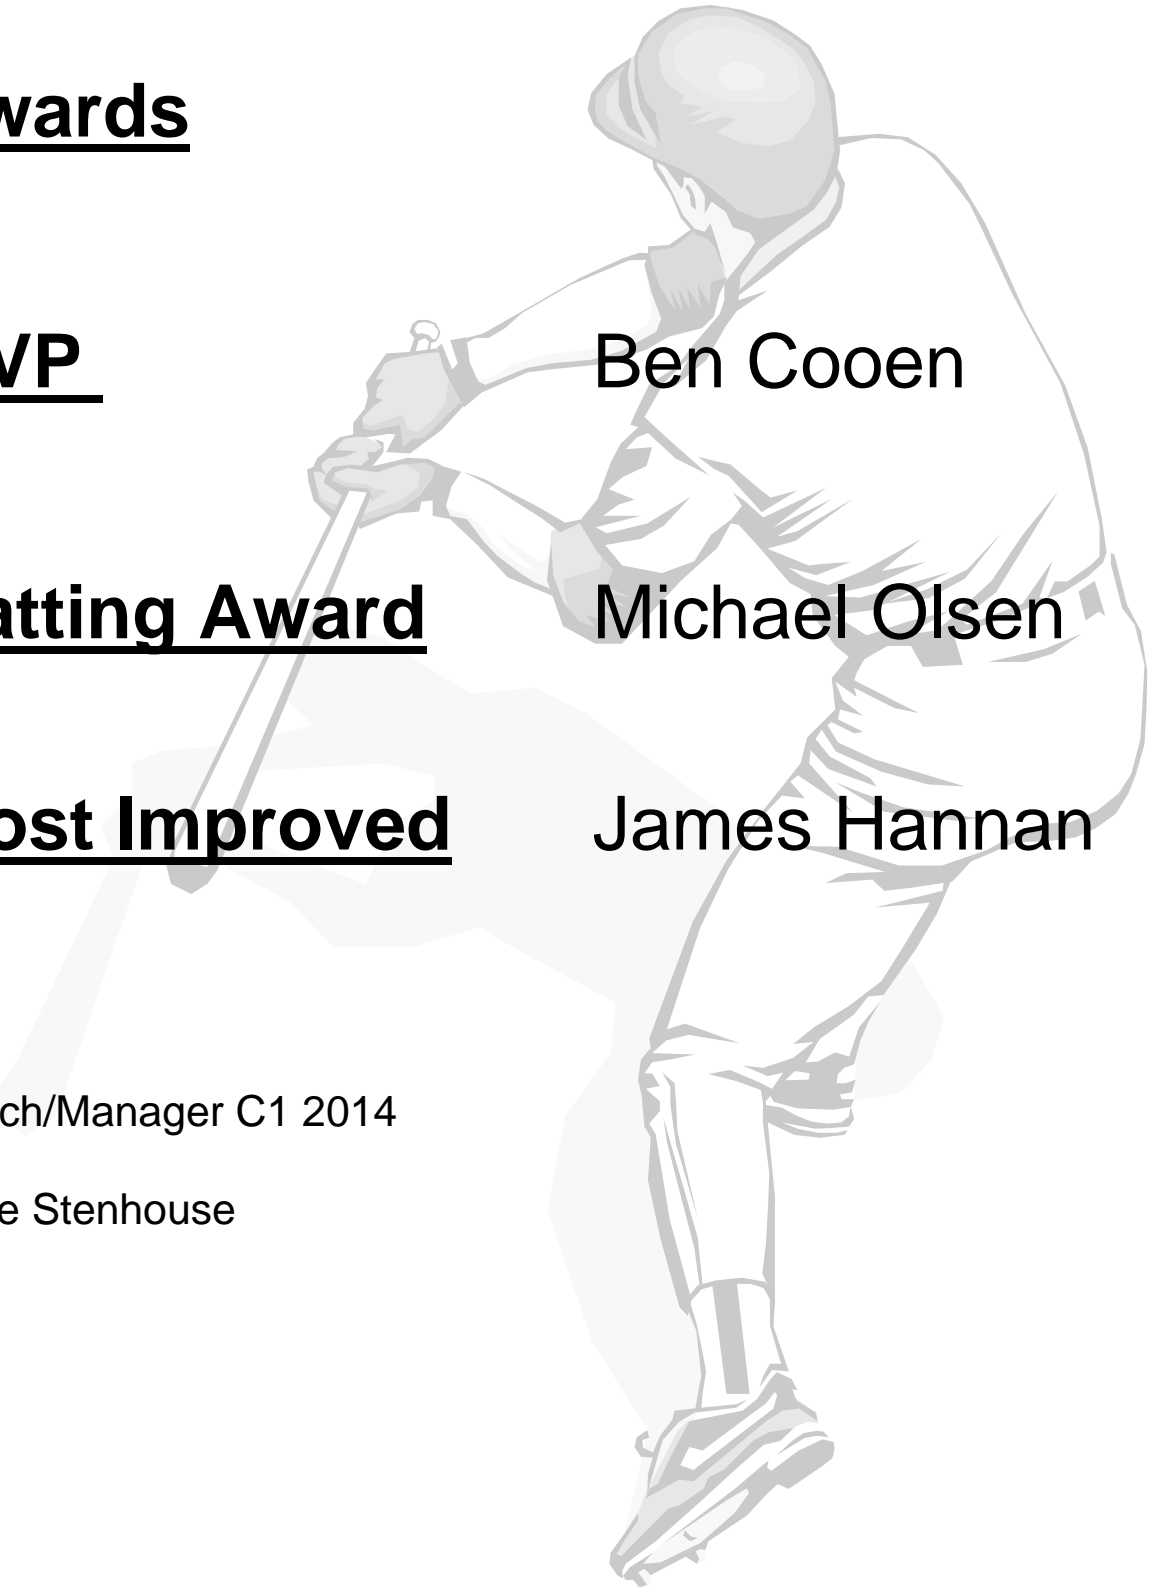 wards
VP Ben Cooen
atting Award Michael Olsen
ost Improved James Hannan
ch/Manager C1 2014
e Stenhouse